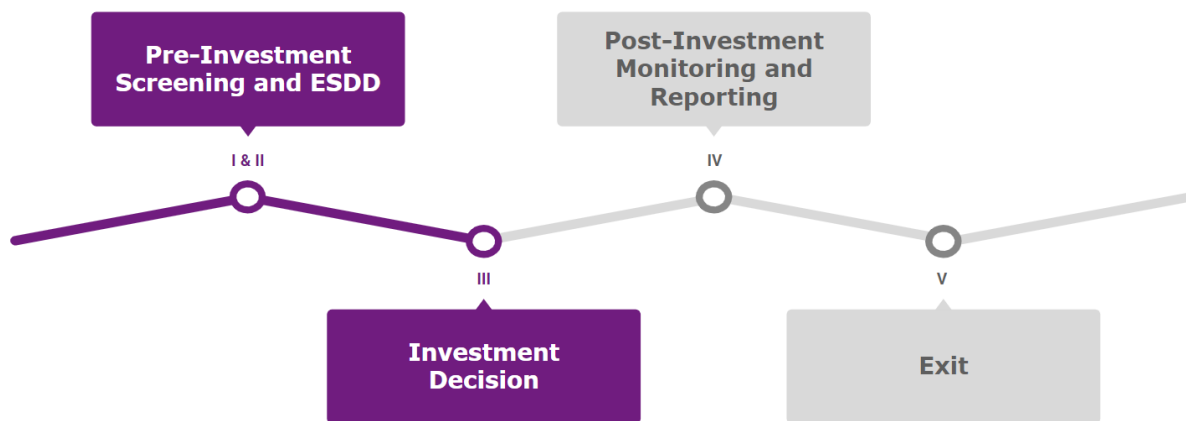 Pre-Investment
Screening and ESDD
I & II
III
Investment
Decision
Post-Investment
Monitoring and
Reporting
IV
V
Exit